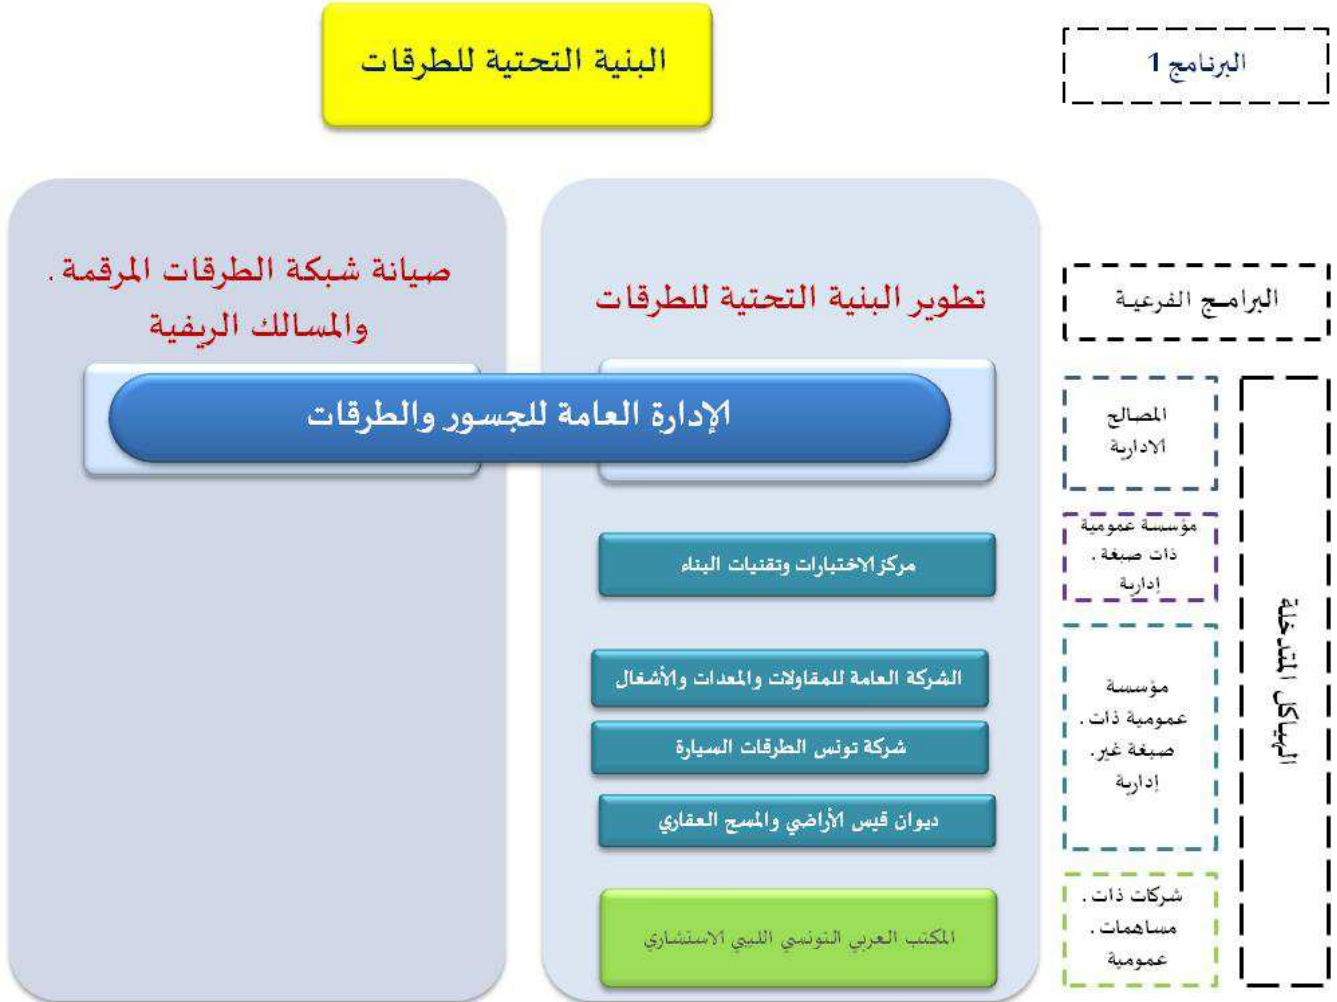 البرنامج 1
البنية التحتية للطرقات
البرامج الفرعية
تطوير البنية التحتية للطرقات
صيانة شبكة الطرقات المرقمة .
والمسالك الريفية
الهياكل المتدخلة
المصالح
الادارية
الإدارة العامة للجسور والطرقات
مؤسسة عمومية
ذات صبغة .
إدارية
مركز الاختبارات وتقنيات البناء
مؤسسة
عمومية ذات .
صبغة غير .
إدارية
الشركة العامة للمقاولات والمعدات والأشغال
شركة تونس الطرقات السيارة
ديوان قيس الأراضي والمسح العقاري
شركات ذات .
مساهمات .
عمومية
المكتب العربي التونسي الليبي الاستشاري